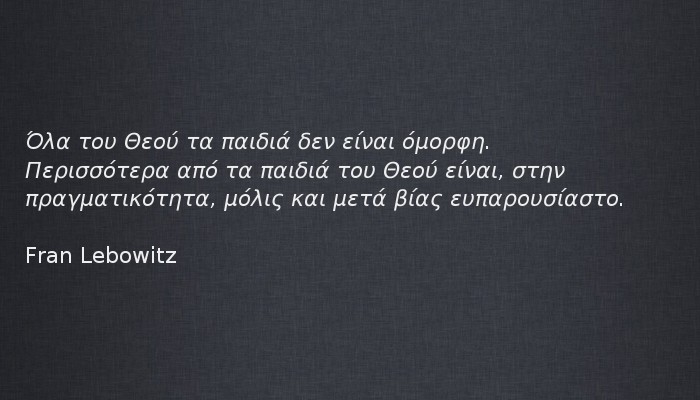 Όλα του Θεού τα παιδιά δεν είναι όμορφη.
Περισσότερα από τα παιδιά του Θεού είναι, στην
πραγματικότητα, μόλις και μετά βίας ευπαρουσίαστο.
Fran Lebowitz